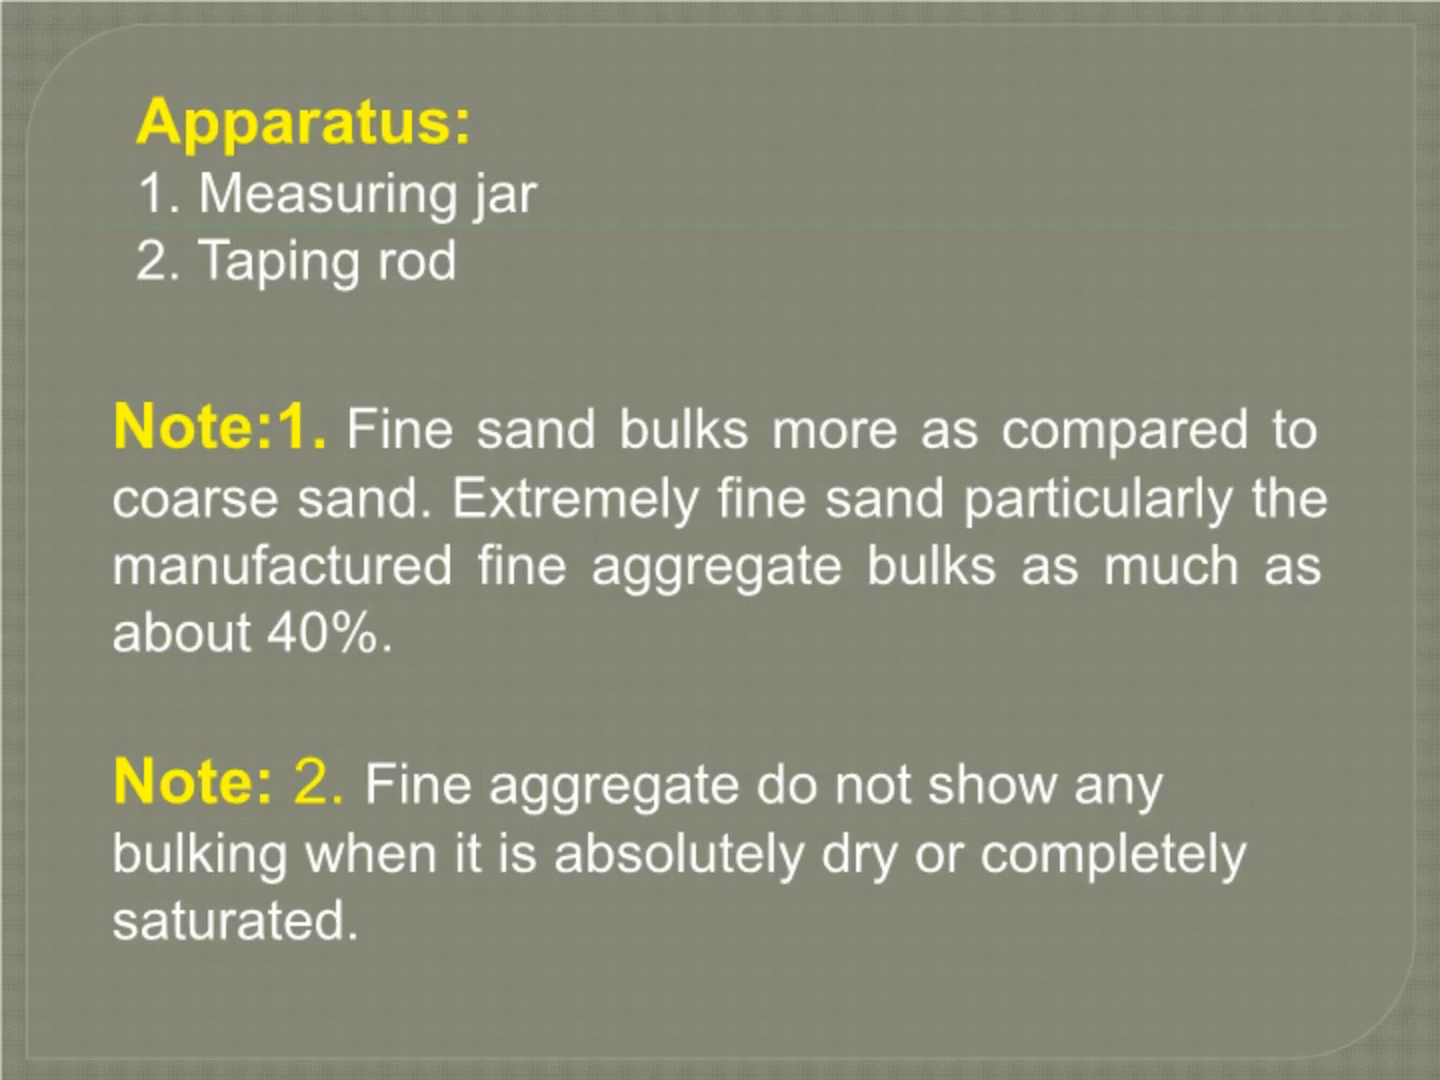 Apparatus:
1. Measuring jar
2. Taping rod
Note:1. Fine sand bulks more as compared to
coarse sand. Extremely fine sand particularly the
manufactured fine aggregate bulks as much as
about 40%.
Note: 2. Fine aggregate do not show any
bulking when it is absolutely dry or completely
saturated.